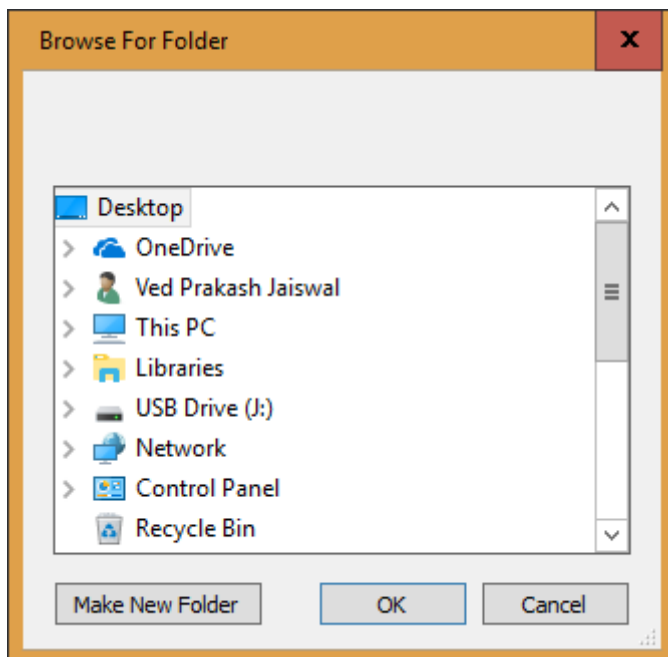 Browse For Folder
x
Desktop
OneDrive
Ved Prakash Jaiswal
This PC
Libraries
USB Drive (J:)
Network
Control Panel
Recycle Bin
Make New Folder OK Cancel